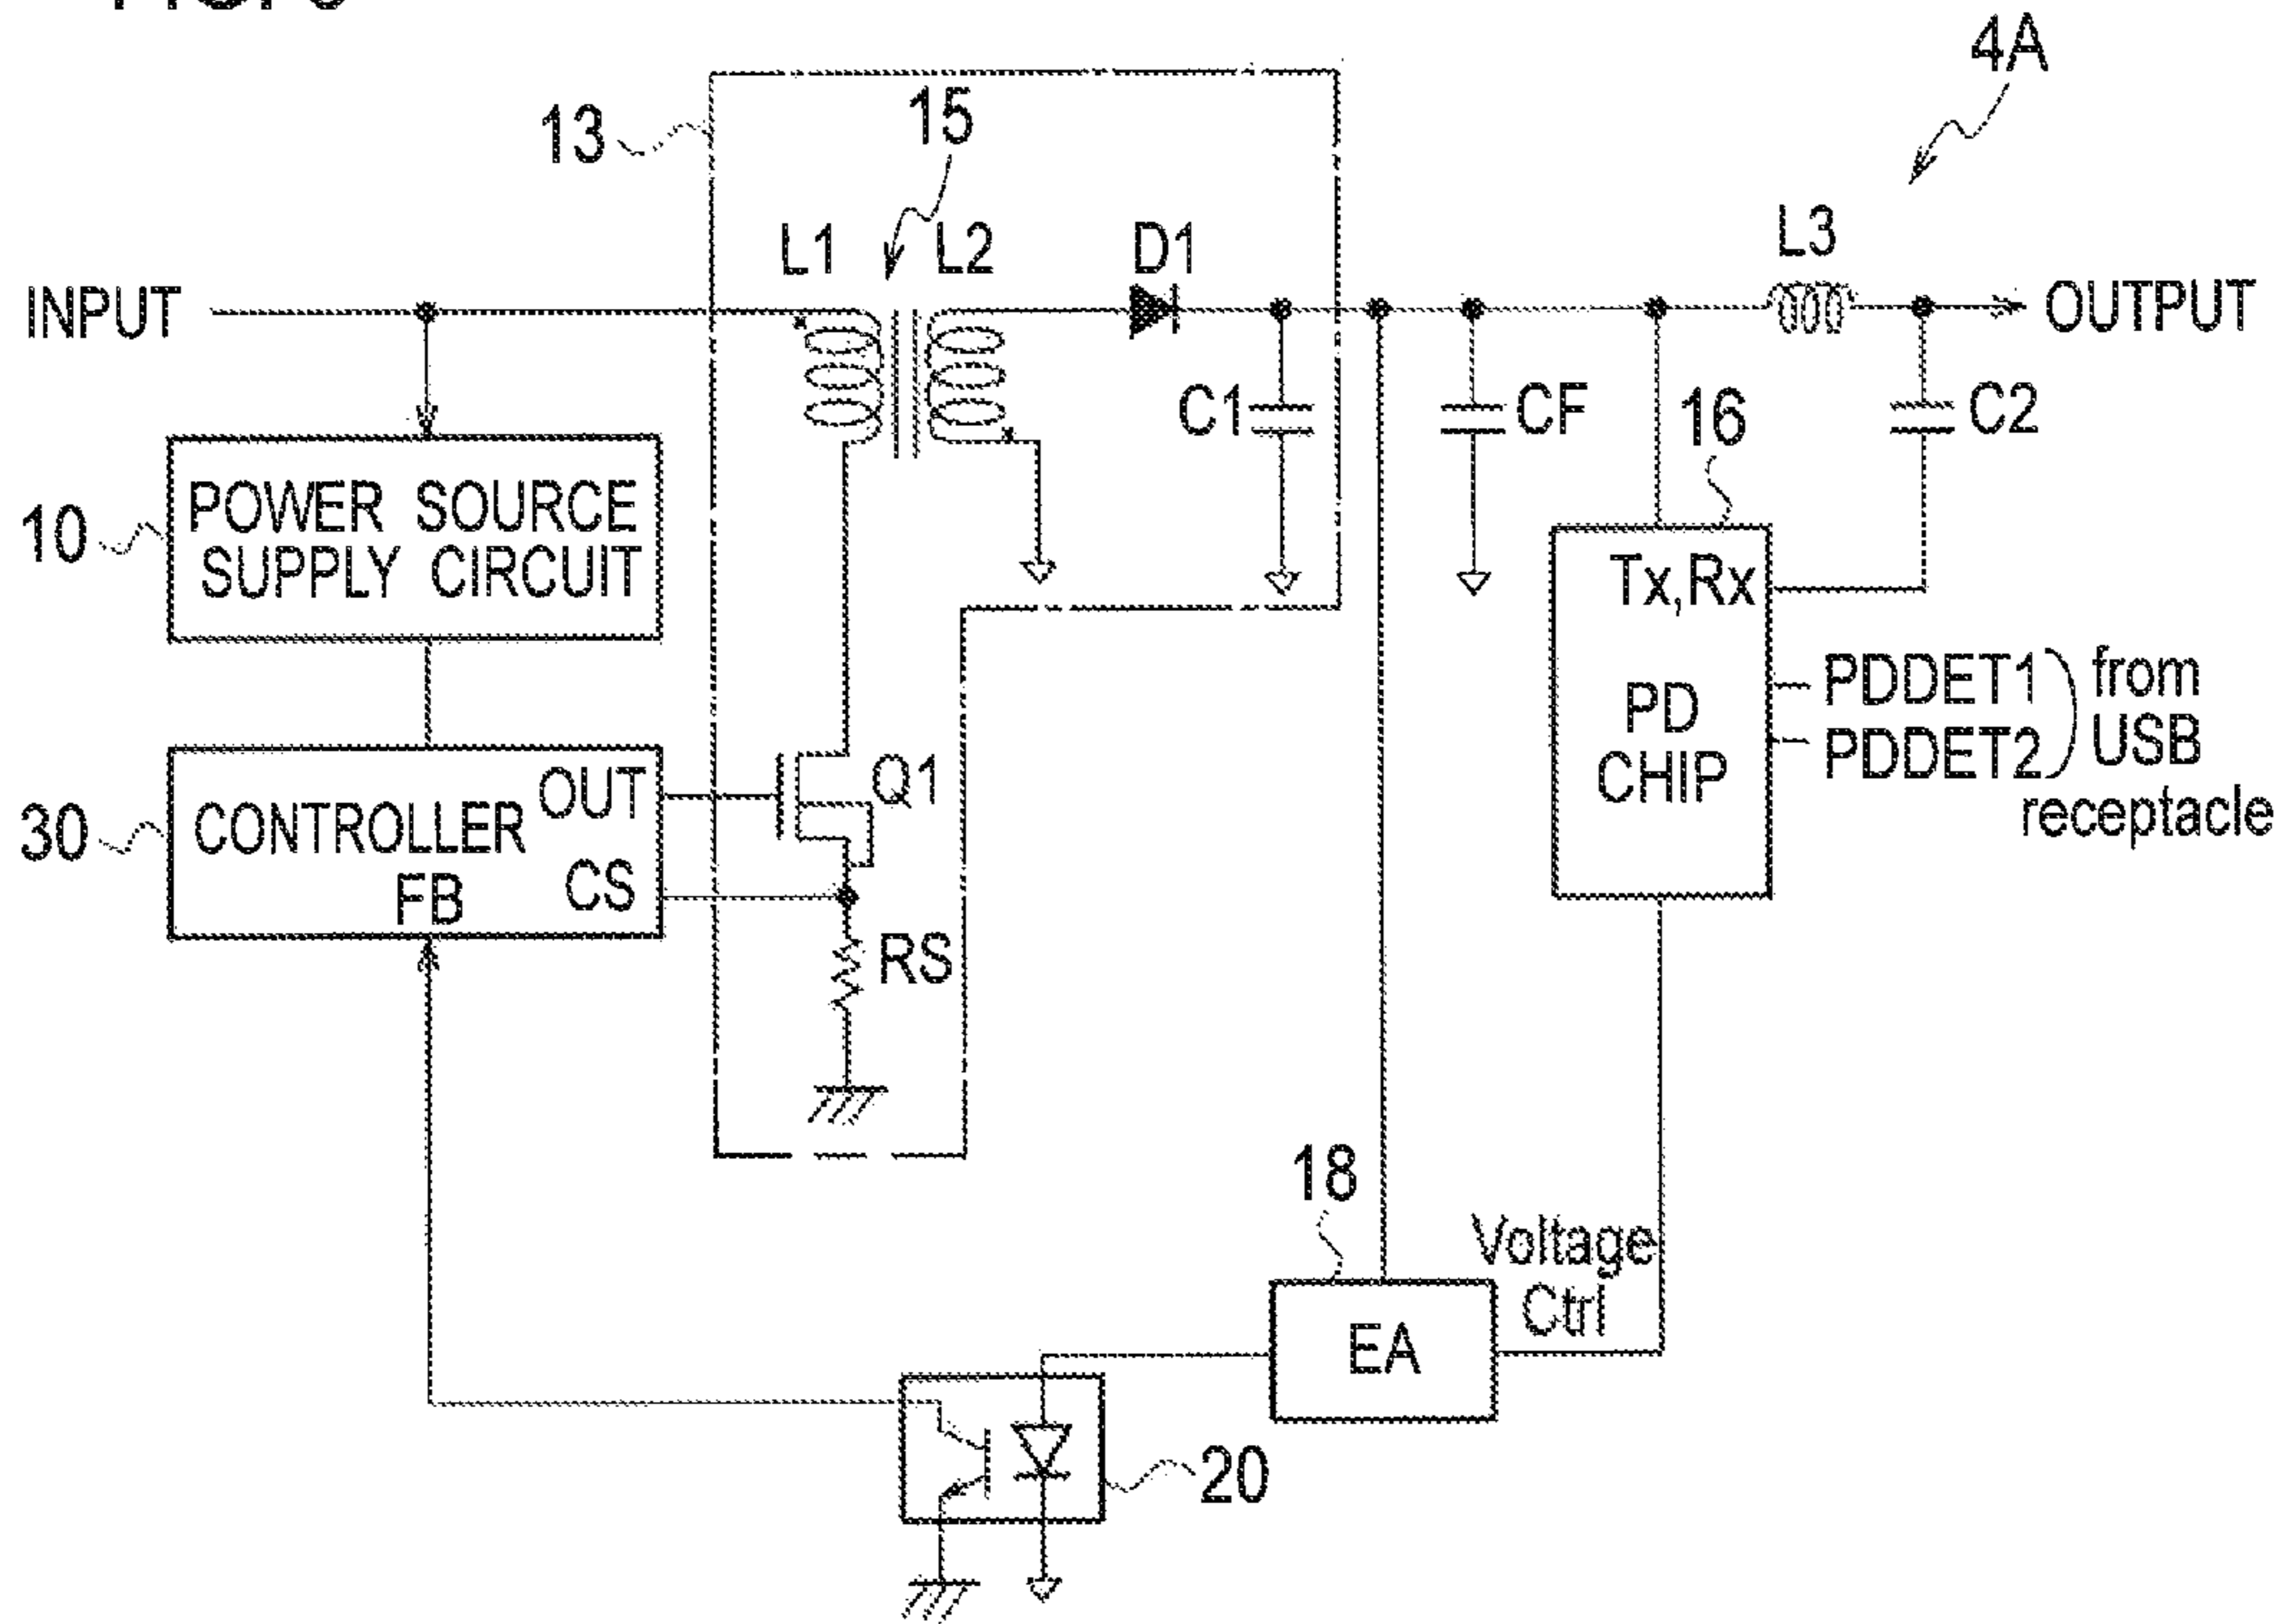 4A
13
15
L1
L2
D1
L3
INPUT
OUTPUT
C1
CF
C2
16
10
POWER SOURCE
SUPPLY CIRCUIT
Tx,Rx
PD
CHIP
PDDET1
PDDET2
from
USB
receptacle
30
CONTROLLER
OUT
CS
FB
Q1
RS
18
Voltage
Ctrl
EA
20